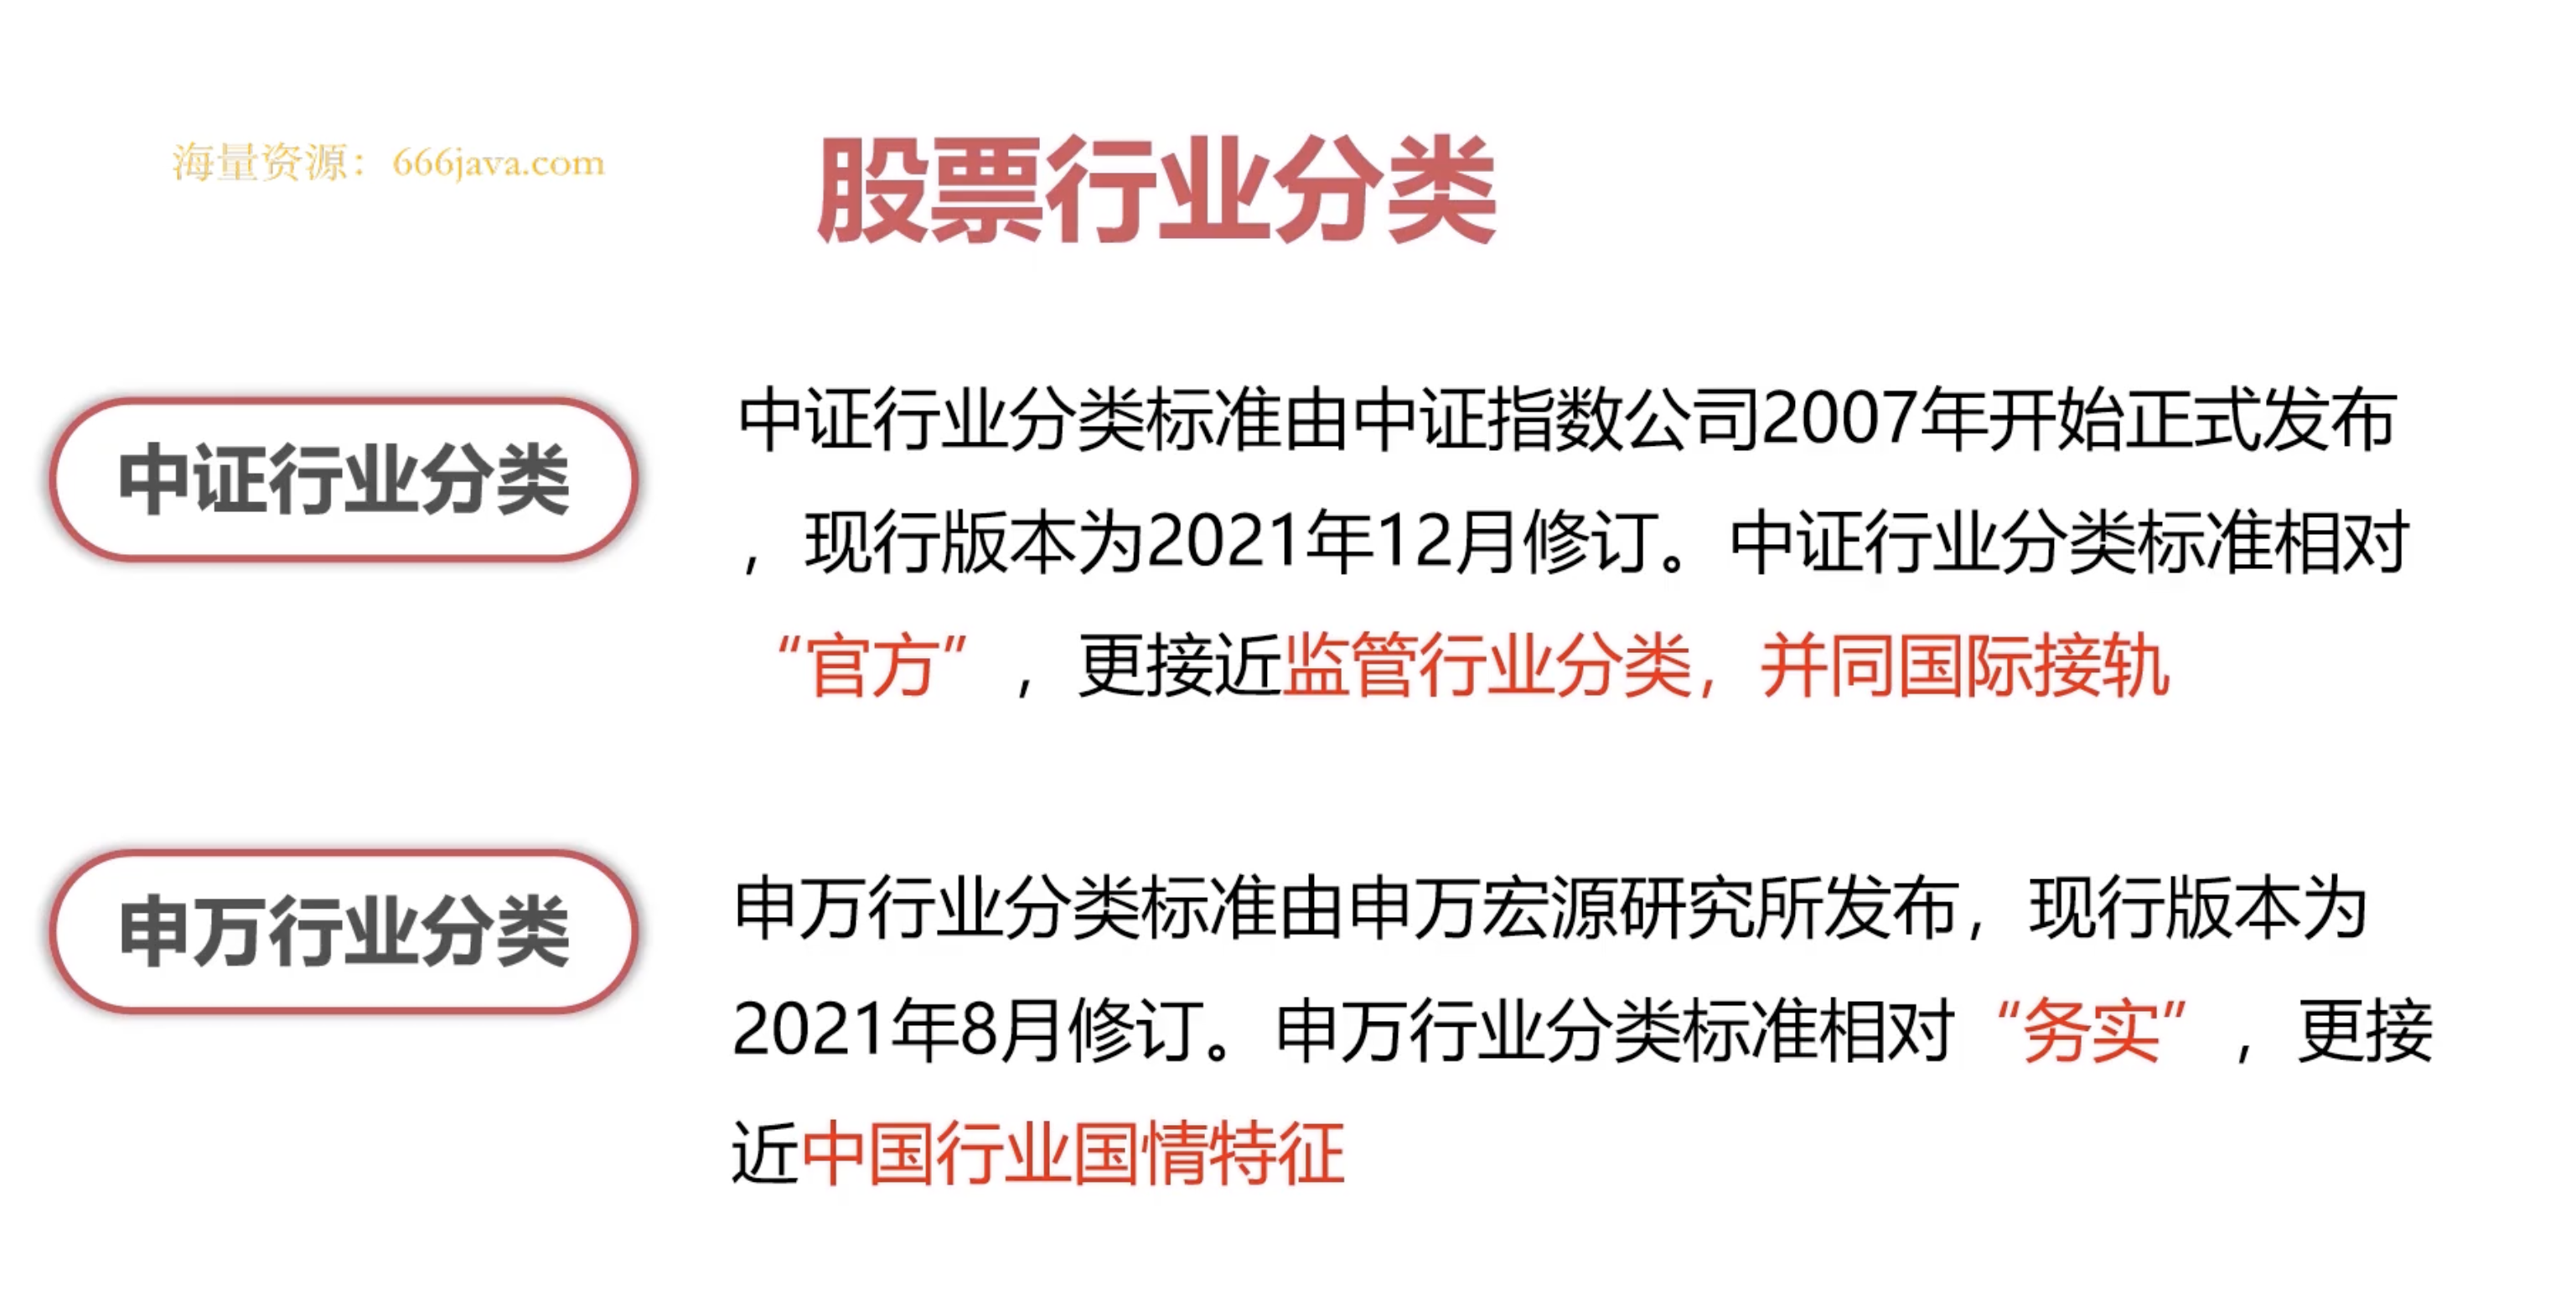 海量资源：666java.com
股票行业分类
中证行业分类
中证行业分类标准由中证指数公司2007年开始正式发布
，现行版本为2021年12月修订。中证行业分类标准相对
“官方”，更接近监管行业分类，并同国际接轨
申万行业分类
申万行业分类标准由申万宏源研究所发布，现行版本为
2021年8月修订。申万行业分类标准相对“务实”，更接
近中国行业国情特征